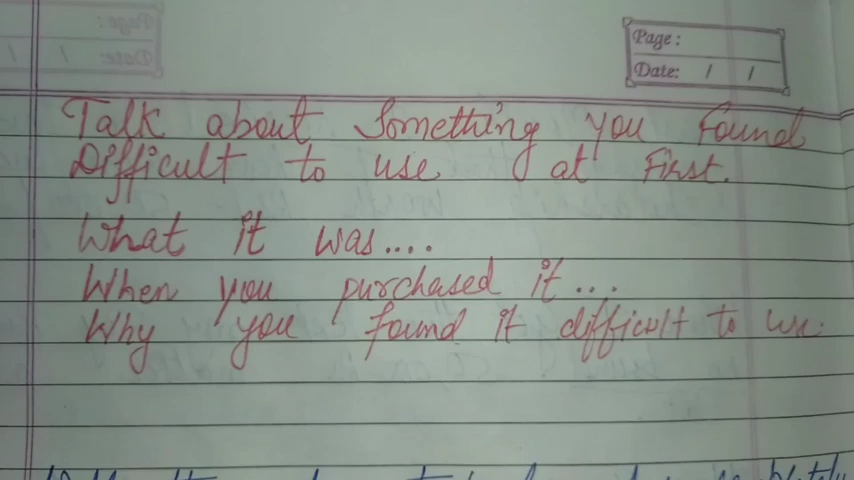 Page:
Date: / /
Talk about Something you Found
Difficult to use at First.
What it was....
When you purchased it...
Why you found it difficult to use.